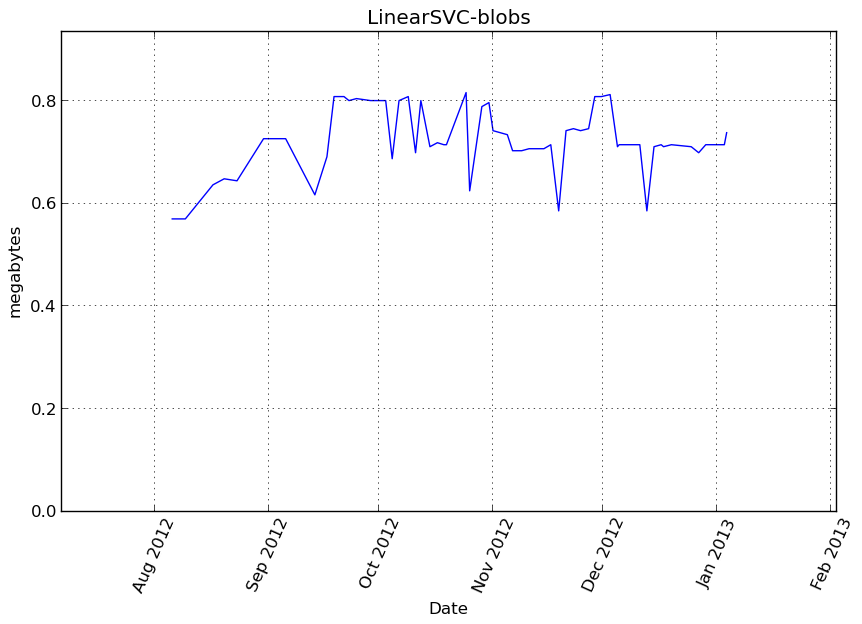 LinearSVC-blobs
megabytes
0.8
0.6
0.4
0.2
0.0
Aug 2012
Sep 2012
Oct 2012
Nov 2012
Dec 2012
Jan 2013
Feb 2013
Date